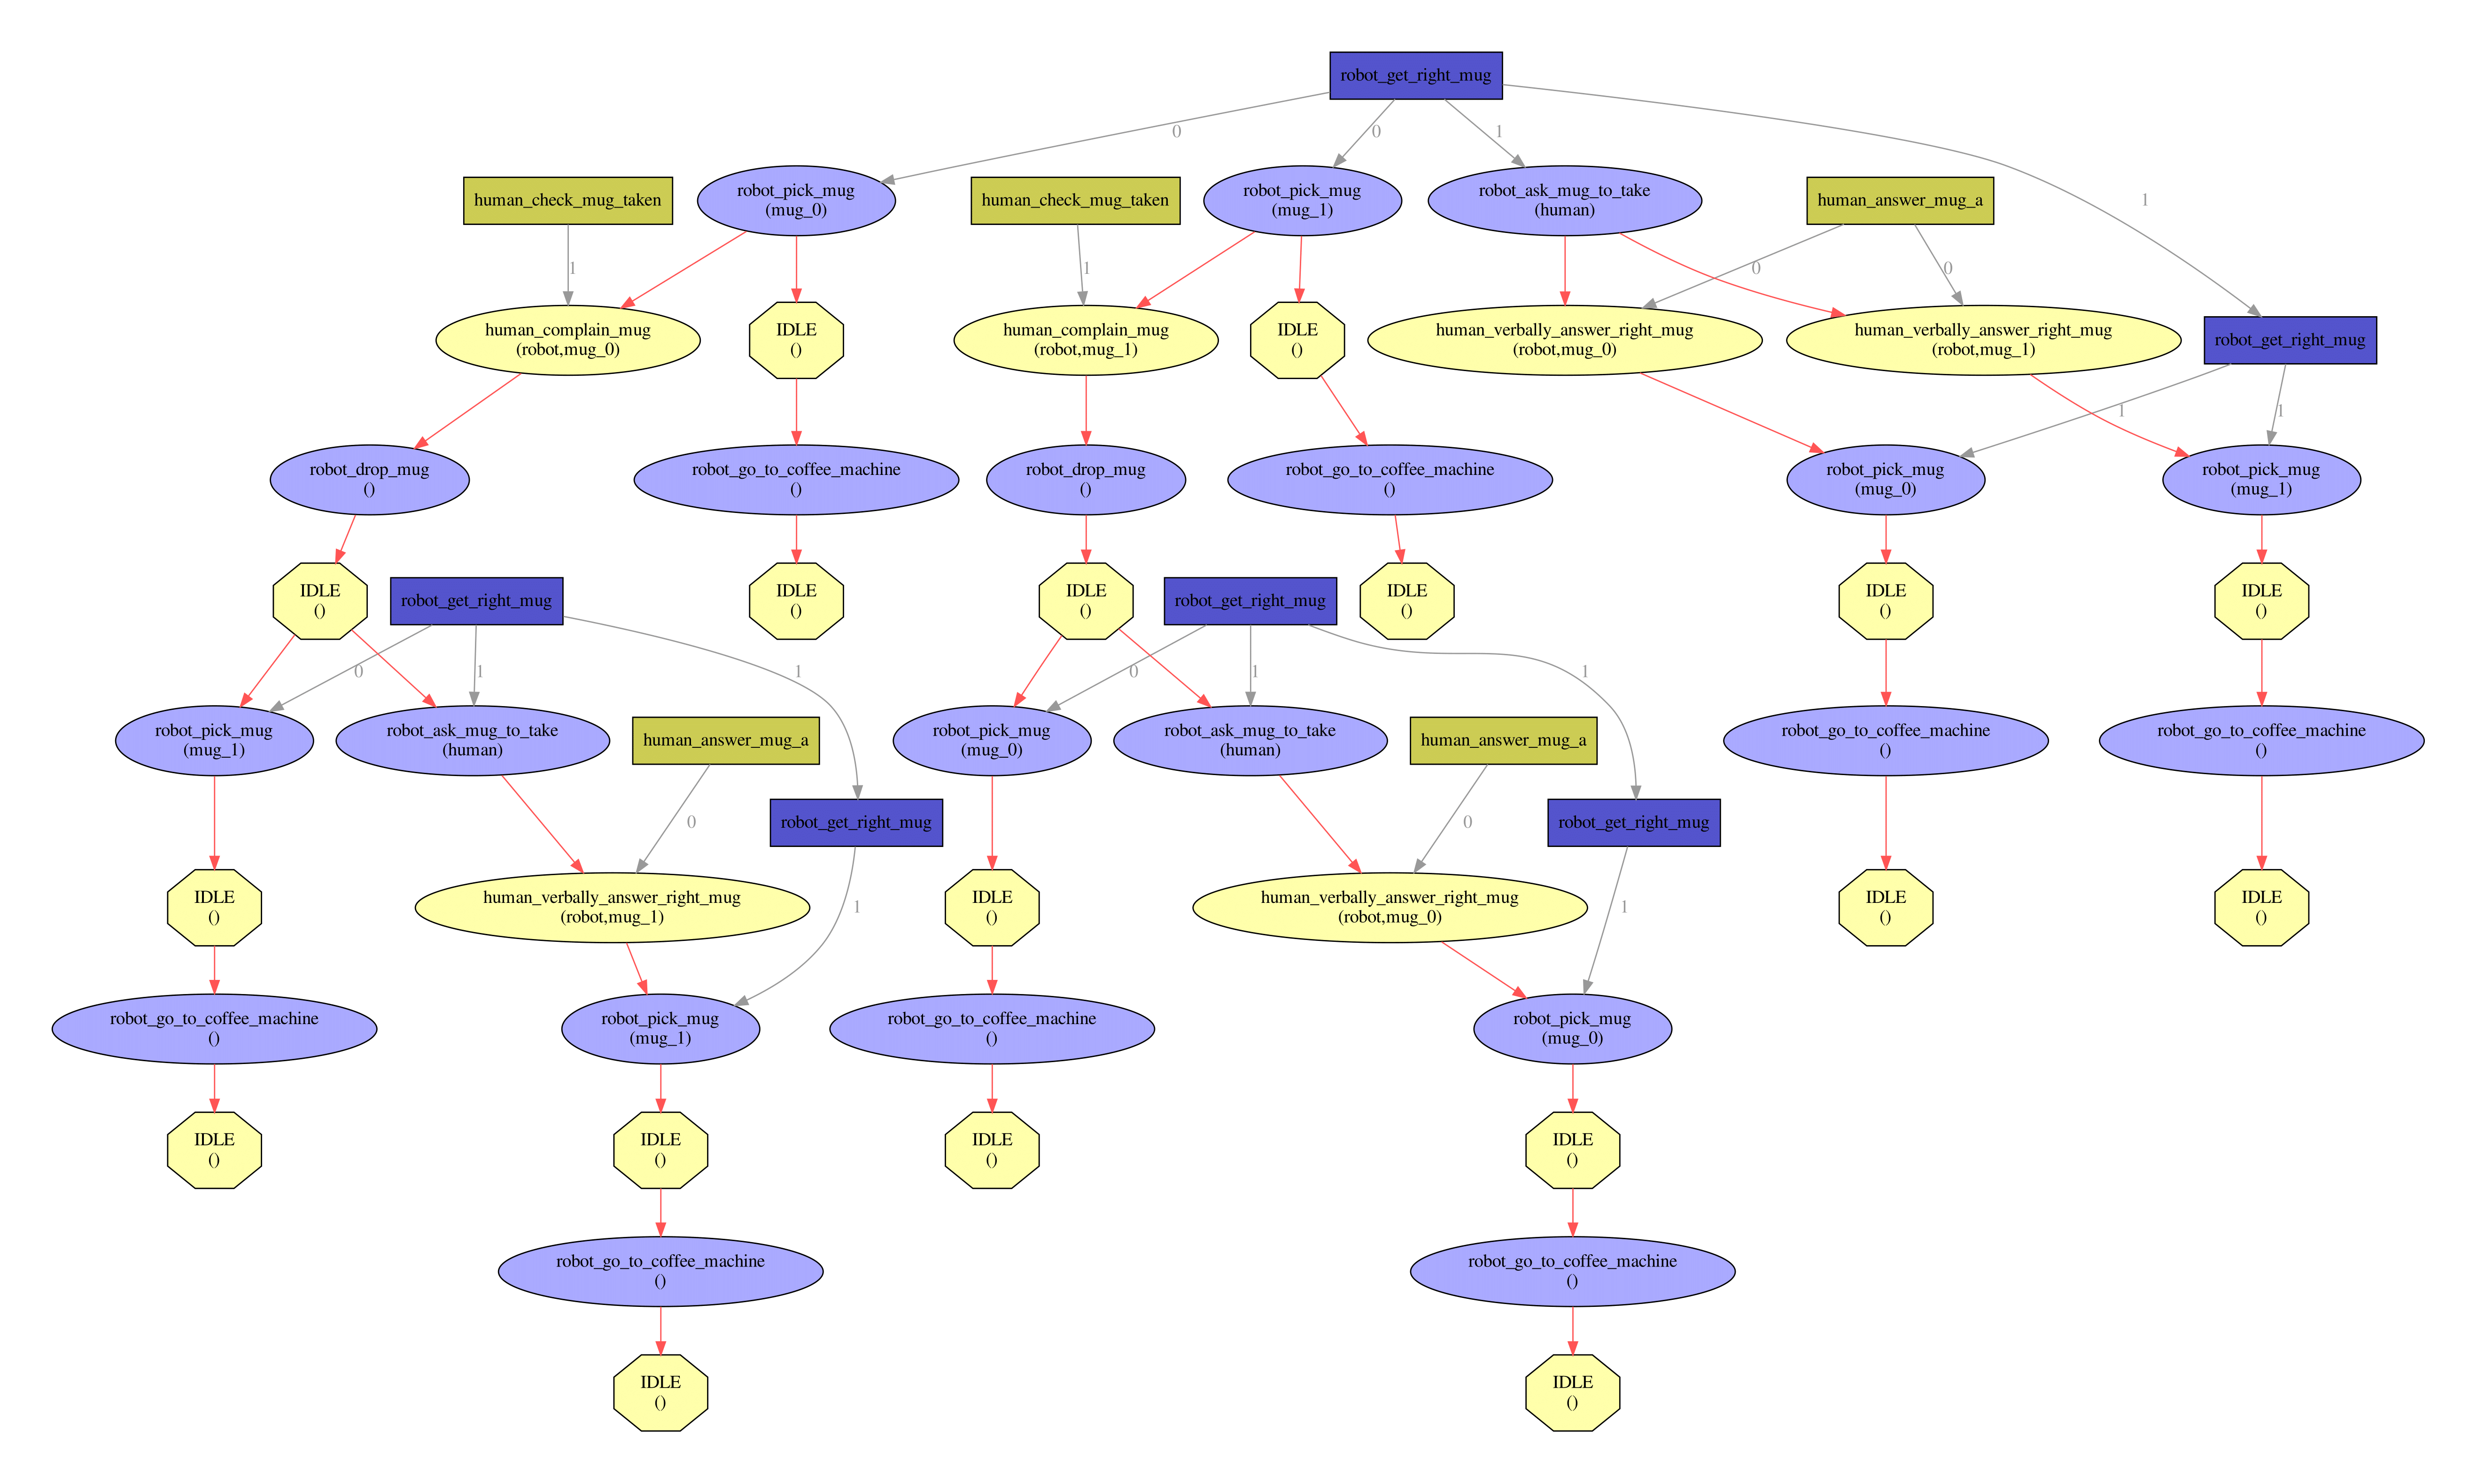 robot_get_right_mug
0
0
1
human_check_mug_taken
robot_pick_mug
(mug_0)
human_check_mug_taken
robot_pick_mug
(mug_1)
robot_ask_mug_to_take
(human)
human_answer_mug_a
1
1
1
0
0
human_complain_mug
(robot,mug_0)
IDLE
()
human_complain_mug
(robot,mug_1)
IDLE
()
human_verbally_answer_right_mug
(robot,mug_0)
human_verbally_answer_right_mug
(robot,mug_1)
robot_get_right_mug
1
1
robot_drop_mug
()
robot_go_to_coffee_machine
()
robot_drop_mug
()
robot_go_to_coffee_machine
()
robot_pick_mug
(mug_0)
robot_pick_mug
(mug_1)
IDLE
()
robot_get_right_mug
IDLE
()
IDLE
()
robot_get_right_mug
IDLE
()
IDLE
()
IDLE
()
0
1
1
0
1
1
robot_pick_mug
(mug_1)
robot_ask_mug_to_take
(human)
human_answer_mug_a
robot_pick_mug
(mug_0)
robot_ask_mug_to_take
(human)
human_answer_mug_a
robot_go_to_coffee_machine
()
robot_go_to_coffee_machine
()
0
robot_get_right_mug
0
robot_get_right_mug
IDLE
()
human_verbally_answer_right_mug
(robot,mug_1)
1
IDLE
()
human_verbally_answer_right_mug
(robot,mug_0)
1
IDLE
()
IDLE
()
robot_go_to_coffee_machine
()
robot_pick_mug
(mug_1)
robot_go_to_coffee_machine
()
robot_pick_mug
(mug_0)
IDLE
()
IDLE
()
IDLE
()
IDLE
()
robot_go_to_coffee_machine
()
robot_go_to_coffee_machine
()
IDLE
()
IDLE
()